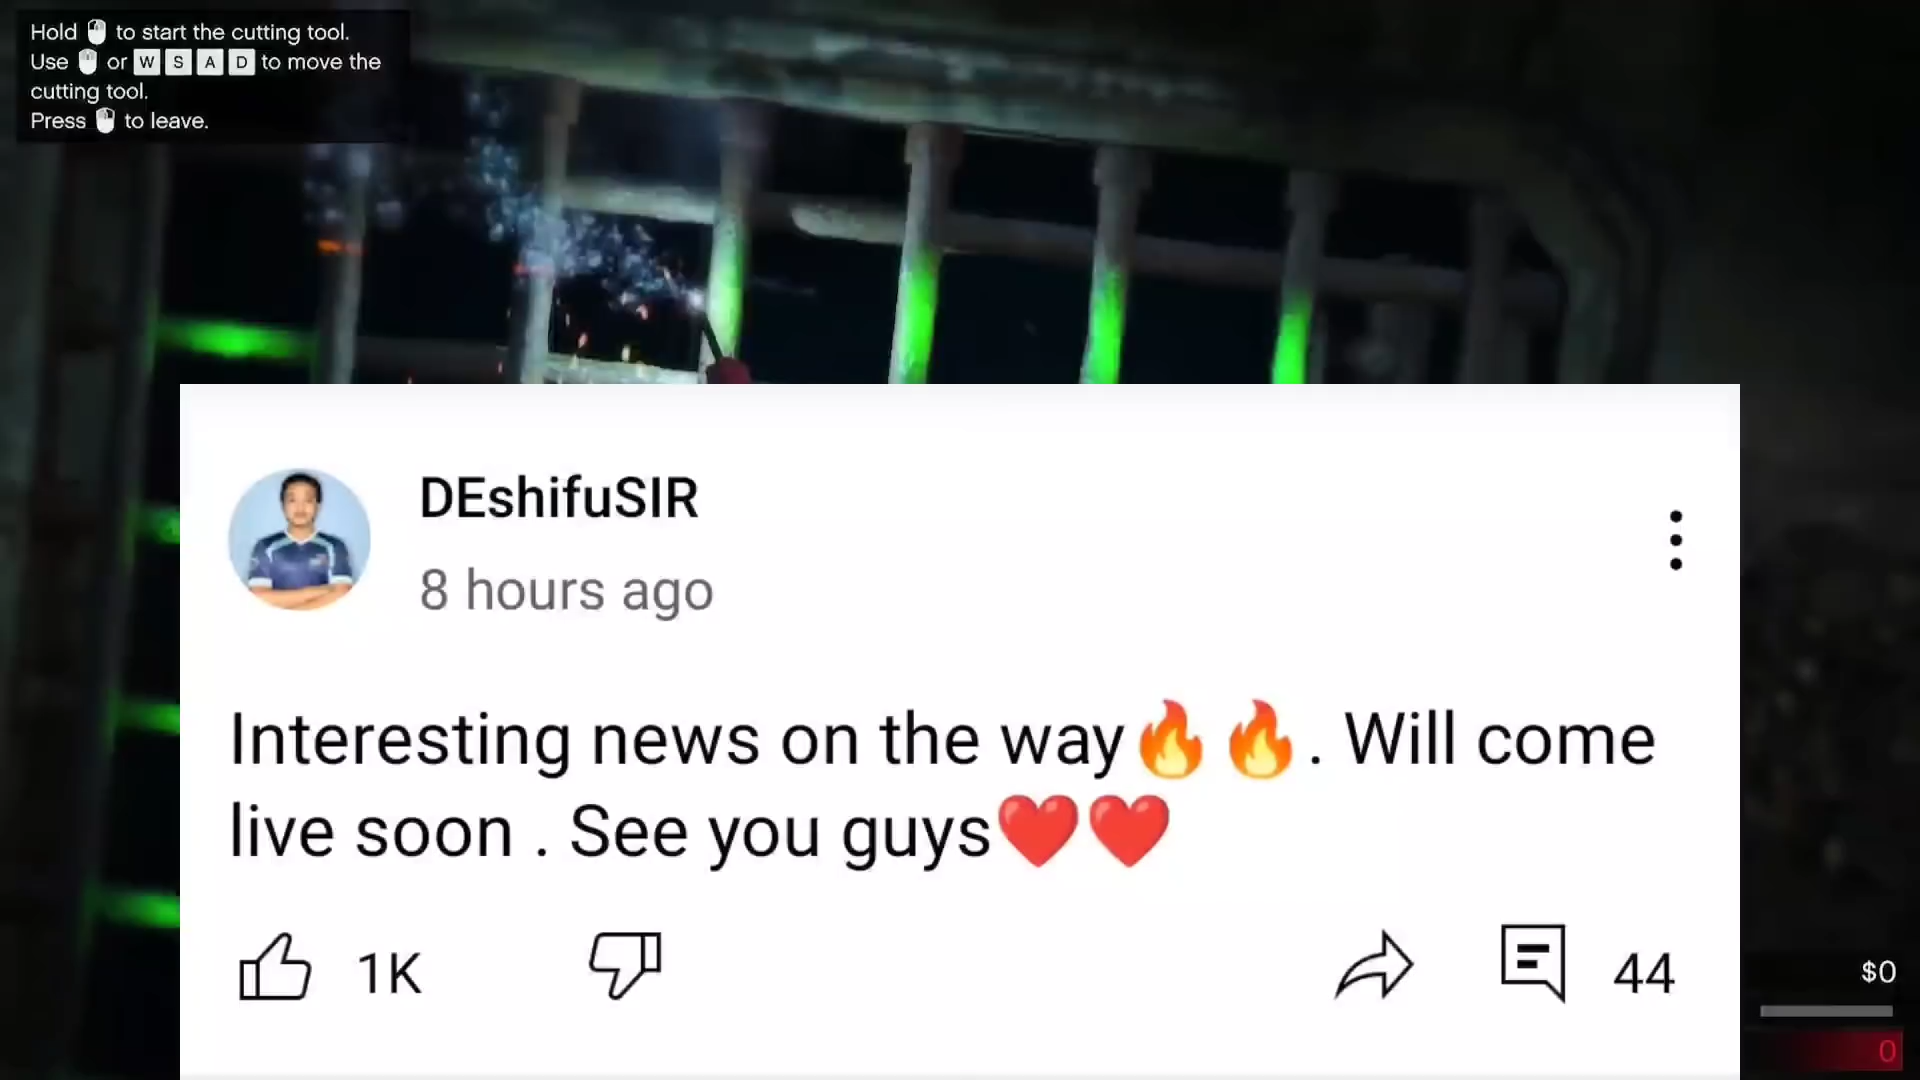 Hold to start the cutting tool.
Use or W S A D to move the
cutting tool.
Press to leave.
DEshifuSIR
8 hours ago
Interesting news on the way🔥🔥. Will come
live soon . See you guys❤️❤️
1K
44
$0
0